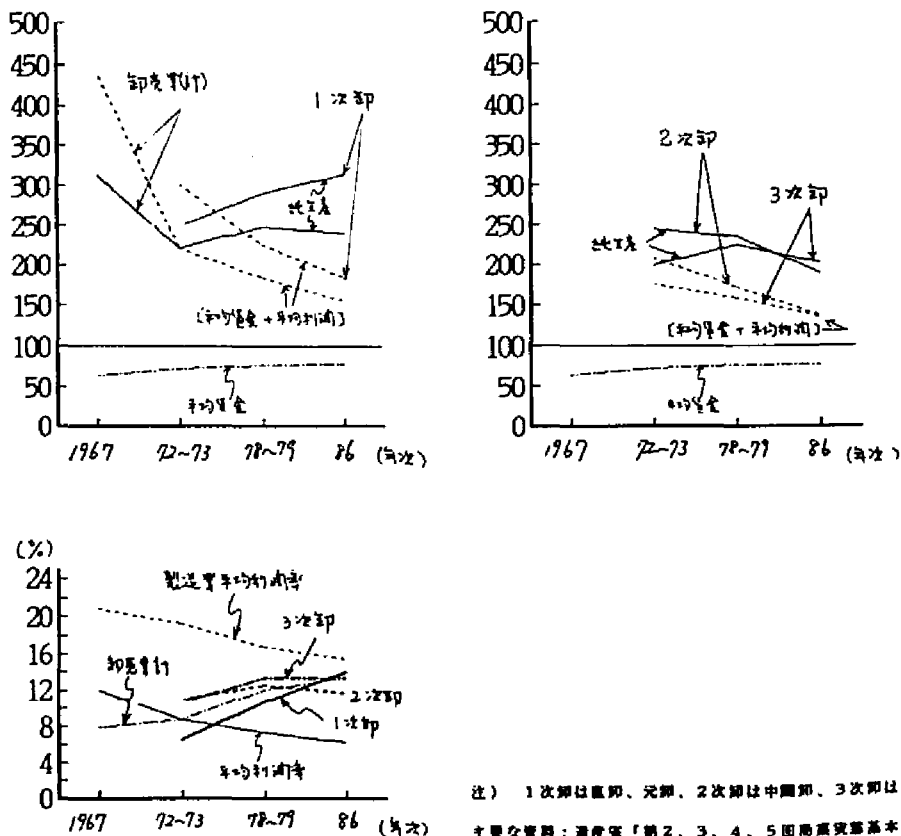 500
450
400
350
300
250
200
150
100
50
0
卸売業(計)
1次卸
純生産
[平均賃金+平均利潤]
平均賃金
1967 72~73 78~79 86 (年次)
500
450
400
350
300
250
200
150
100
50
0
2次卸
3次卸
純生産
[平均賃金+平均利潤]
平均賃金
1967 72~73 78~79 86 (年次)
(%)
24
20
16
12
8
4
0
製造業平均利潤率
3次卸
卸売業計
2次卸
1次卸
平均利潤率
1967 72~73 78~79 86 (年次)
注) 1次卸は直卸、元卸、2次卸は中間卸、3次卸は
主要な資料:通産省「第2、3、4、5回商業実態基本